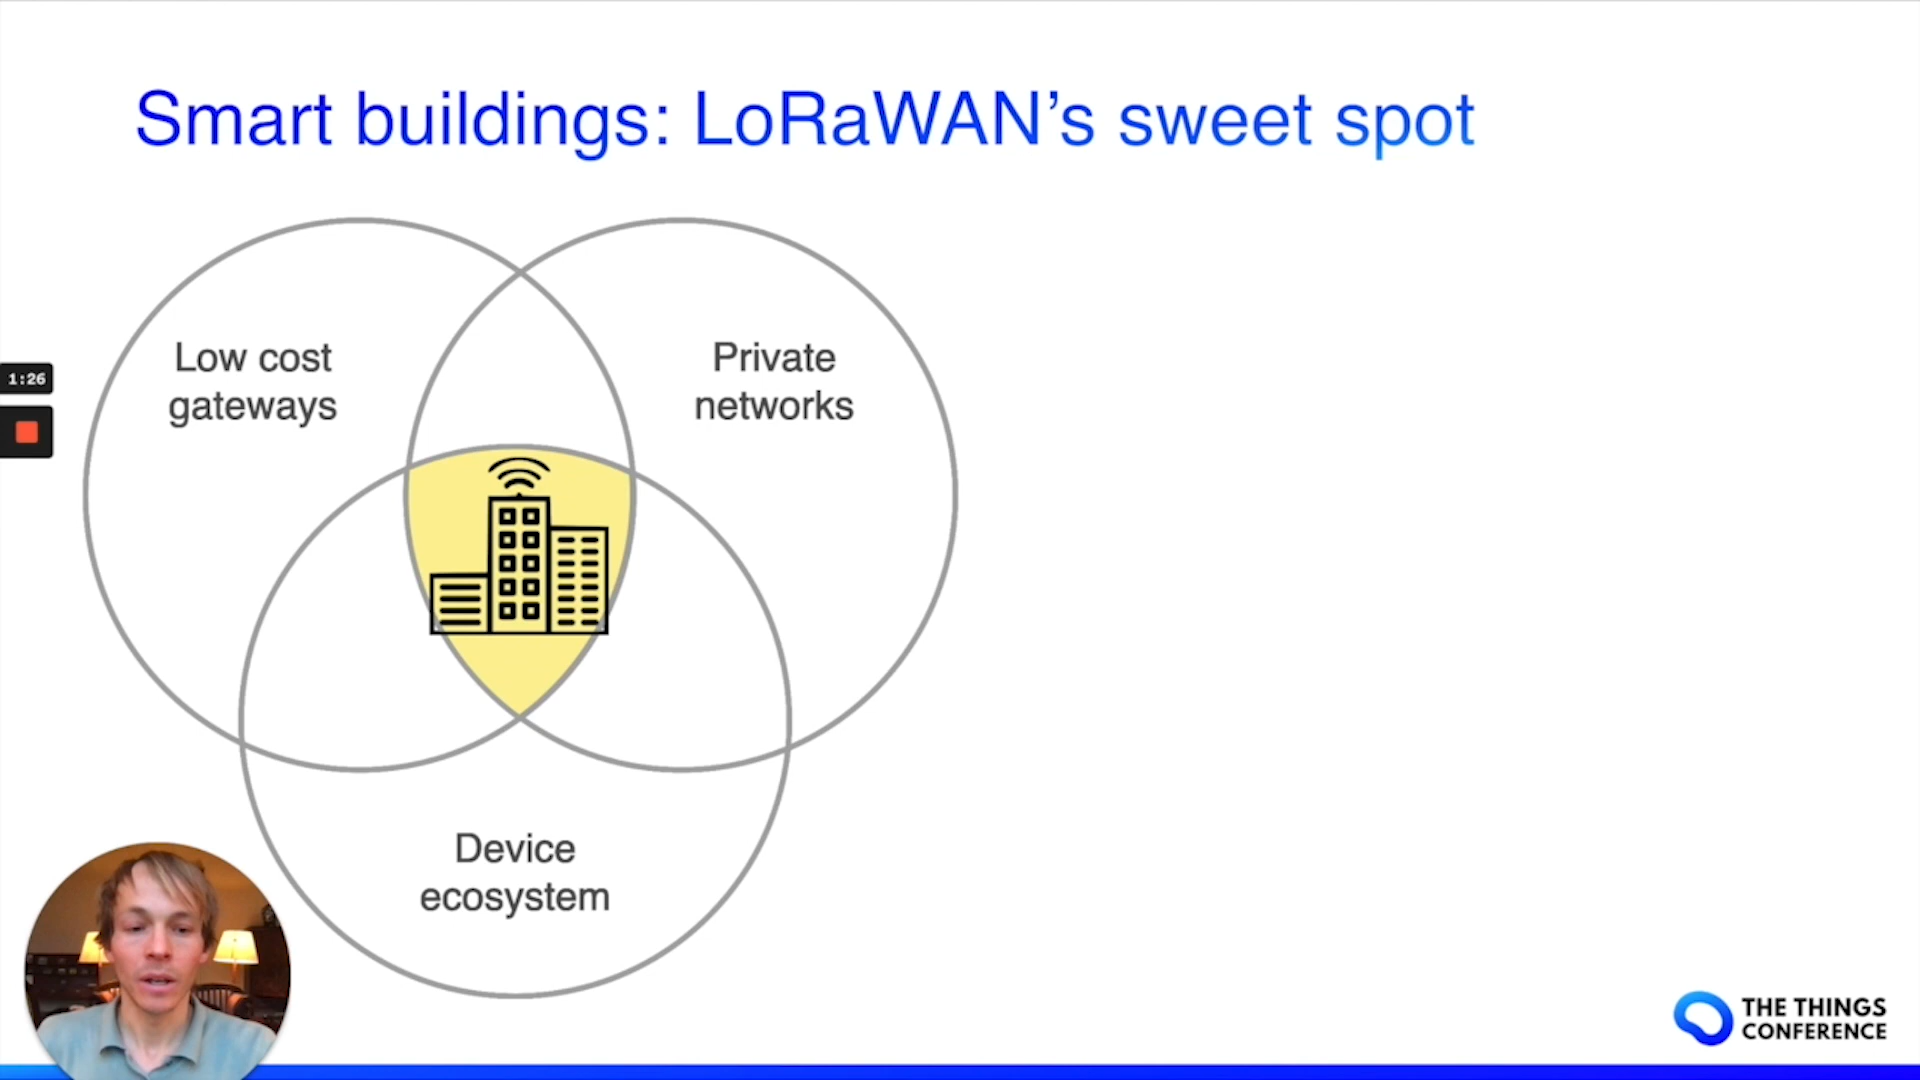 Smart buildings: LoRaWAN’s sweet spot
Low cost
gateways
Private
networks
1:26
Device
ecosystem
THE THINGS
CONFERENCE